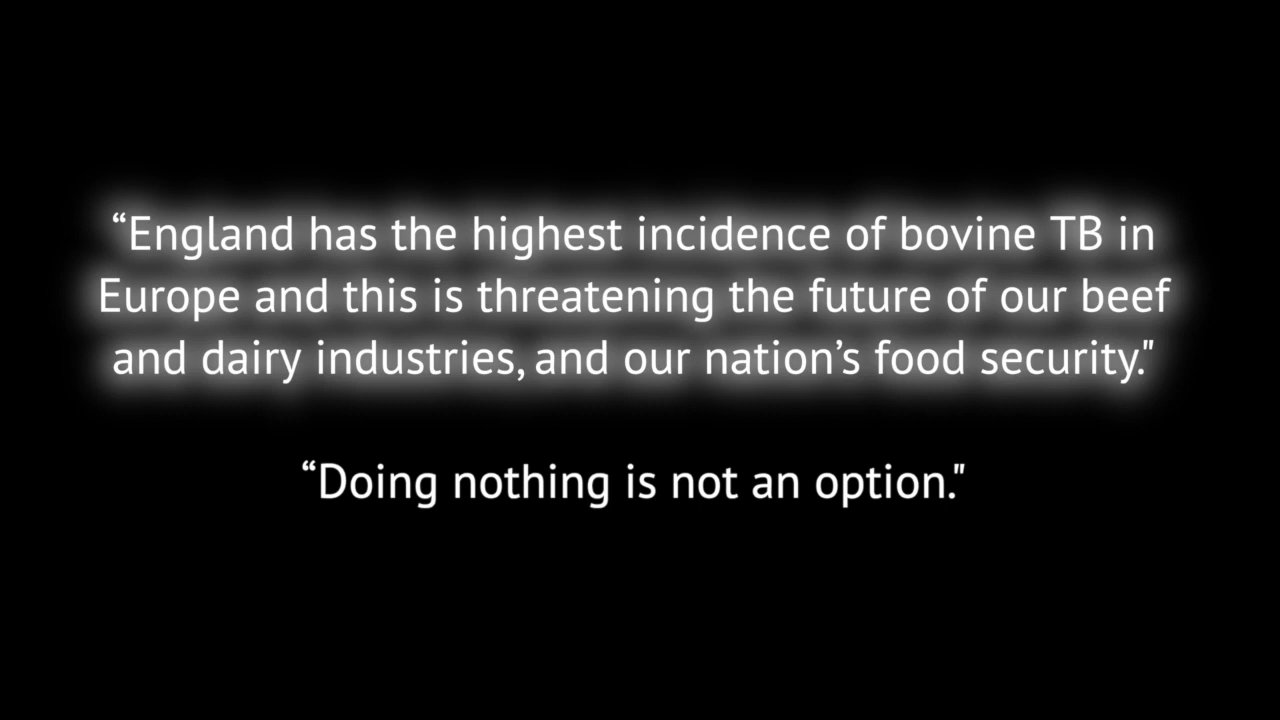 “England has the highest incidence of bovine TB in
Europe and this is threatening the future of our beef
and dairy industries, and our nation’s food security."
“Doing nothing is not an option."